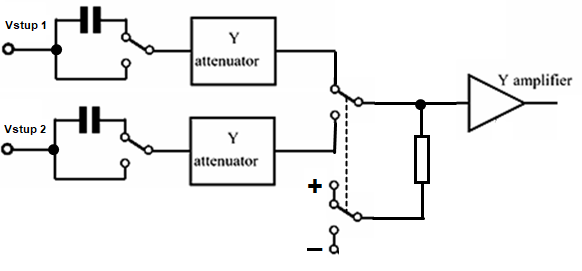 Vstup 1
Y
attenuator
Y amplifier
Vstup 2
Y
attenuator
+
−